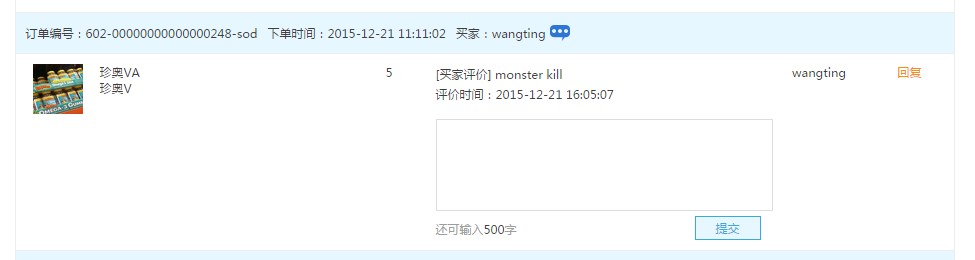 订单编号：602-00000000000000248-sod 下单时间：2015-12-21 11:11:02 买家：wangting
珍奥VA 5 [买家评价] monster kill wangting 回复
珍奥V
评价时间：2015-12-21 16:05:07
OMEGA-3
还可输入500字 提交